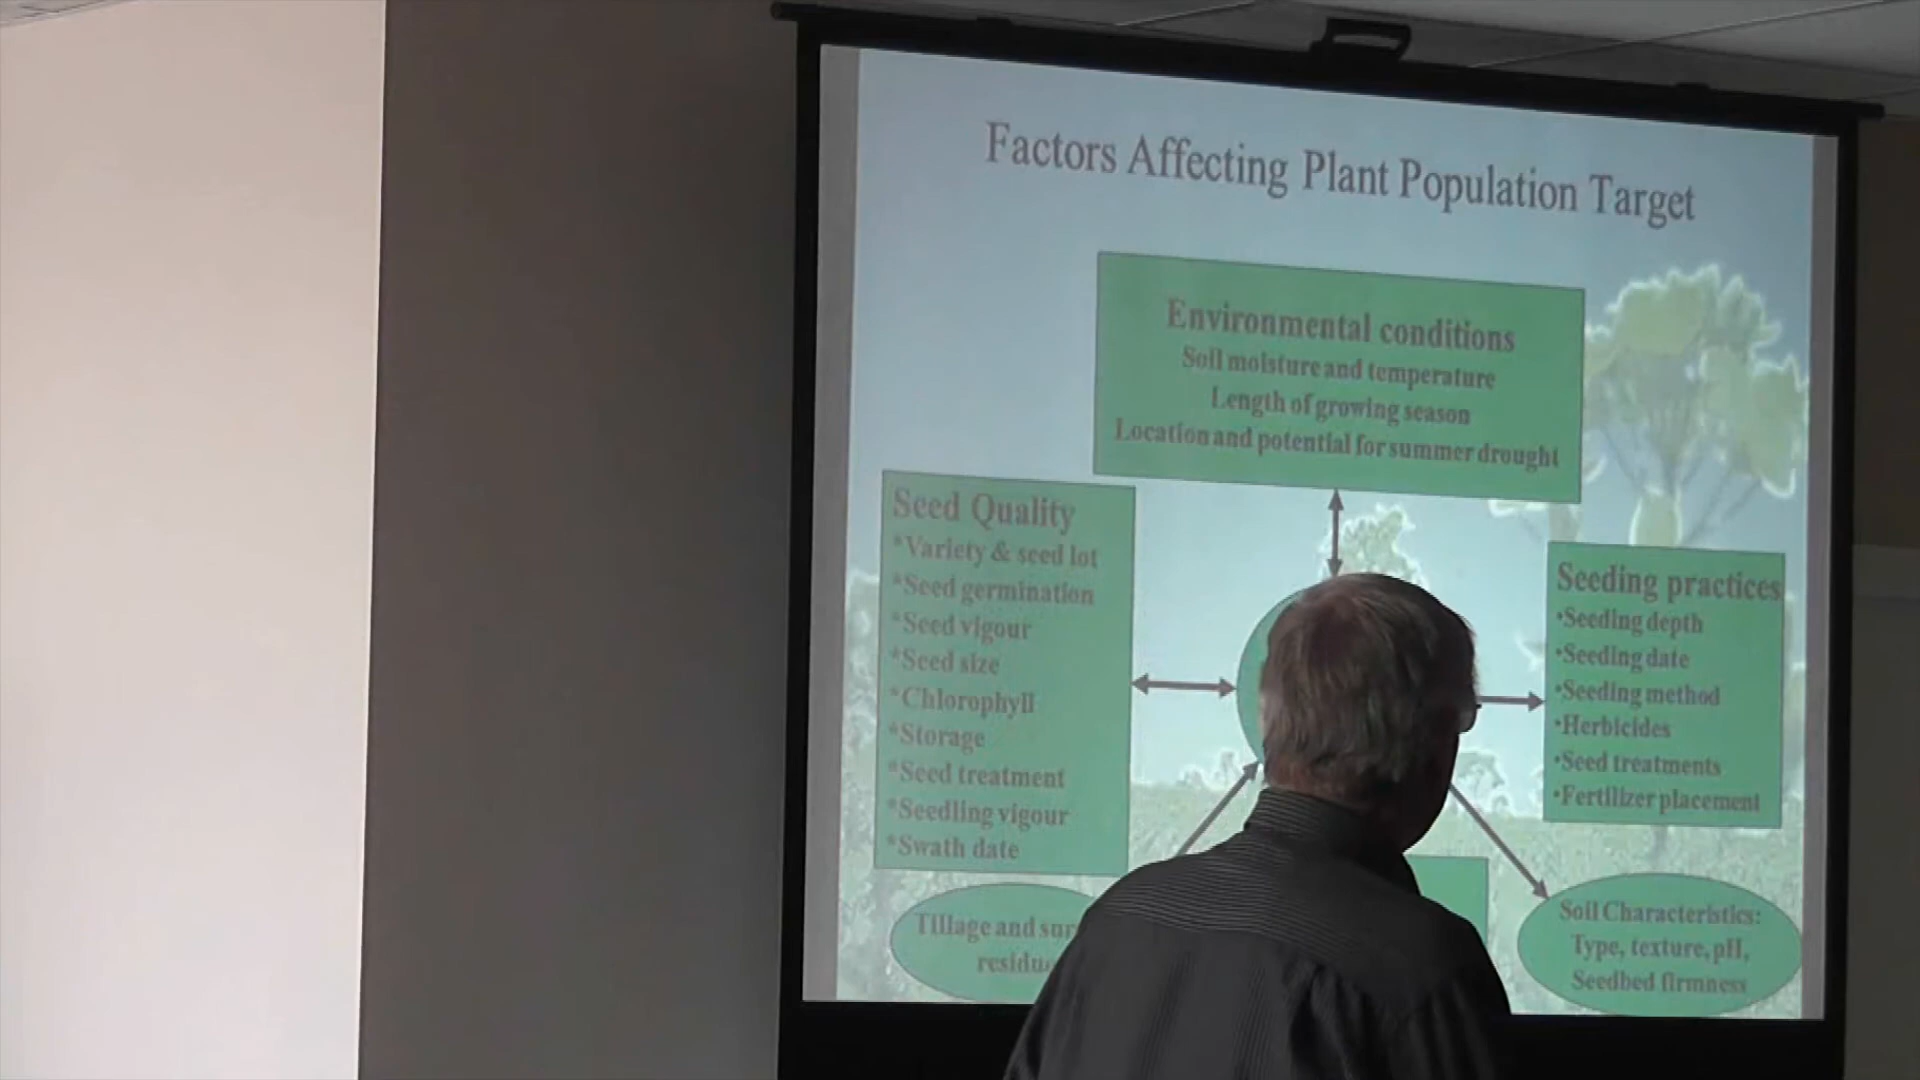 Factors Affecting Plant Population Target
Environmental conditions
Soil moisture and temperature
Length of growing season
Location and potential for summer drought
Seed Quality
*Variety & seed lot
*Seed germination
*Seed vigour
*Seed size
*Chlorophyll
*Storage
*Seed treatment
*Seedling vigour
*Swath date
Seeding practices
•Seeding depth
•Seeding date
•Seeding method
•Herbicides
•Seed treatments
•Fertilizer placement
Tillage and
Soil Characteristics:
Type, texture, pH,
Seedbed firmness